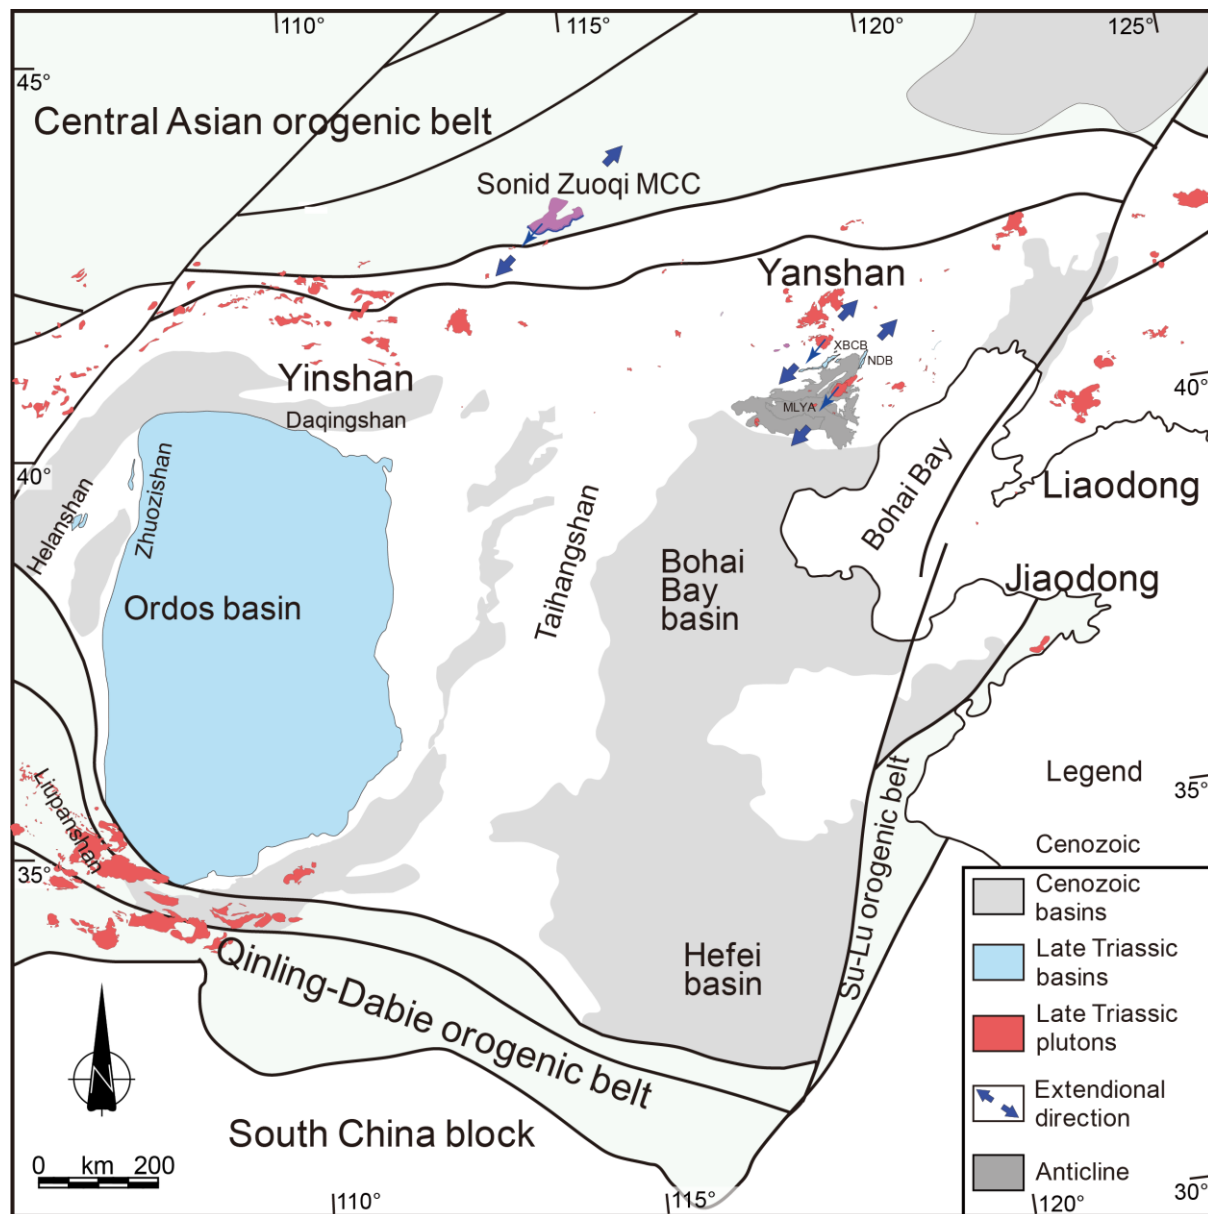 110°
115°
120°
125°
45°
Central Asian orogenic belt
Sonid Zuoqi MCC
Yanshan
XBCB
NDB
Yinshan
MLYA
Daqingshan
40°
40°
Bohai Bay
Helanshan
Zhuozishan
Liaodong
Taihangshan
Bohai
Bay
basin
Jiaodong
Ordos basin
Legend
35°
Liupanshan
35°
Cenozoic
Su-Lu orogenic belt
Cenozoic
basins
Qinling-Dabie orogenic belt
Hefei
basin
Late Triassic
basins
Late Triassic
plutons
N
Extendional
direction
South China block
0 km 200
Anticline
110°
115°
120°
30°